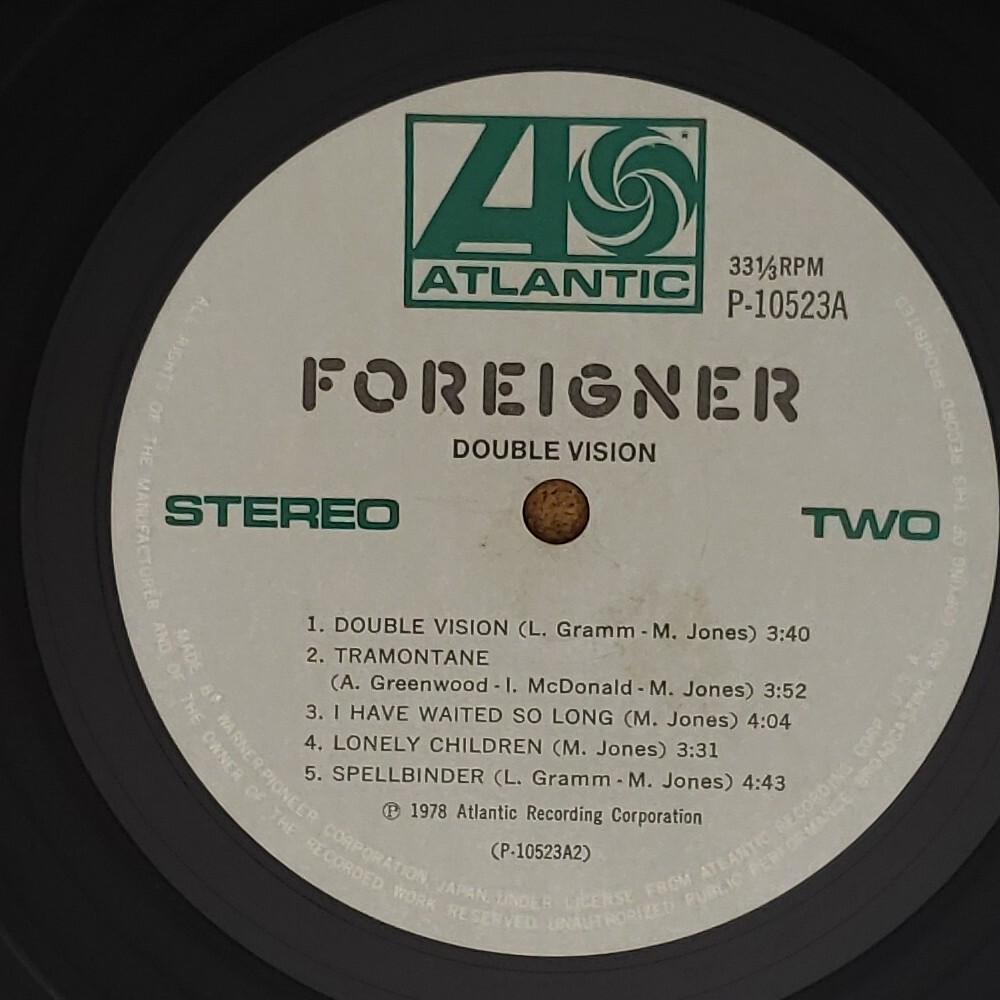 ATLANTIC
33⅓RPM
P-10523A
FOREIGNER
DOUBLE VISION
STEREO
TWO
1. DOUBLE VISION (L. Gramm - M. Jones) 3:40
2. TRAMONTANE
(A. Greenwood - I. McDonald - M. Jones) 3:52
3. I HAVE WAITED SO LONG (M. Jones) 4:04
4. LONELY CHILDREN (M. Jones) 3:31
5. SPELLBINDER (L. Gramm - M. Jones) 4:43
Ⓟ 1978 Atlantic Recording Corporation
(P-10523A2)
MADE BY WARNER-PIONEER CORPORATION, JAPAN, UNDER LICENSE FROM ATLANTIC RECORDING CORP., U.S.A.
ALL RIGHTS OF THE MANUFACTURER AND OF THE OWNER OF THE RECORDED WORK RESERVED. UNAUTHORIZED PUBLIC PERFORMANCE BROADCASTING AND COPYING OF THIS RECORD PROHIBITED